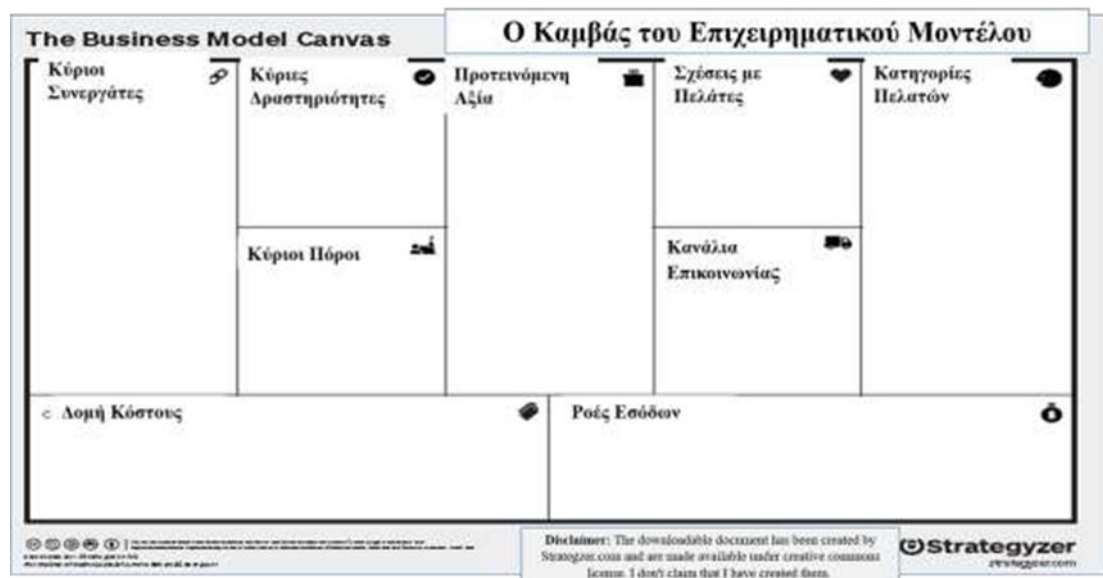 The Business Model Canvas
Ο Καμβάς του Επιχειρηματικού Μοντέλου
Κύριοι
Συνεργάτες
Κύριες
Δραστηριότητες
Προτεινόμενη
Αξία
Σχέσεις με
Πελάτες
Κατηγορίες
Πελατών
Κύριοι Πόροι
Κανάλια
Επικοινωνίας
c Δομή Κόστους
Ροές Εσόδων
Disclaimer: The downloadable document has been created by
Strategyzer.com and are made available under creative commons
license. I don't claim that I have created them.
Strategyzer
strategyzer.com